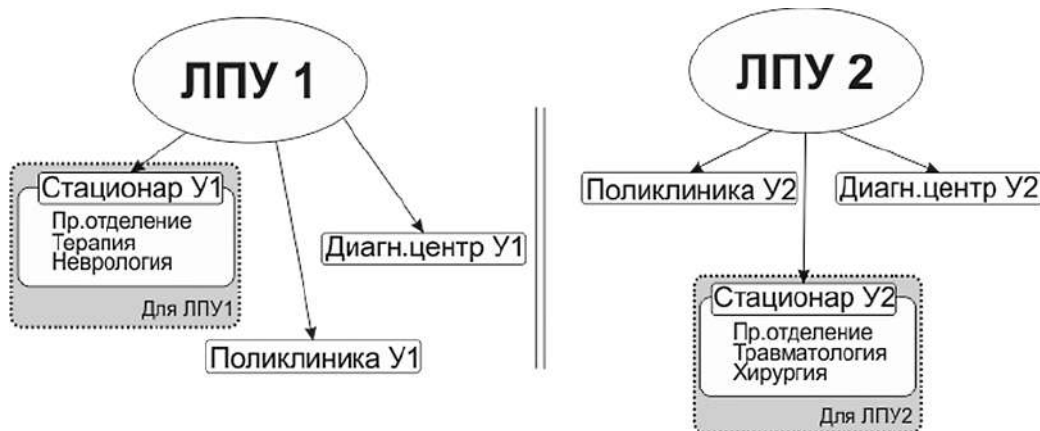 ЛПУ 1
Стационар У1
Пр.отделение
Терапия
Неврология
Для ЛПУ1
Диагн.центр У1
Поликлиника У1
ЛПУ 2
Поликлиника У2
Диагн.центр У2
Стационар У2
Пр.отделение
Травматология
Хирургия
Для ЛПУ2